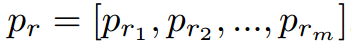 $p_r = [p_{r_1}, p_{r_2}, ..., p_{r_m}]$